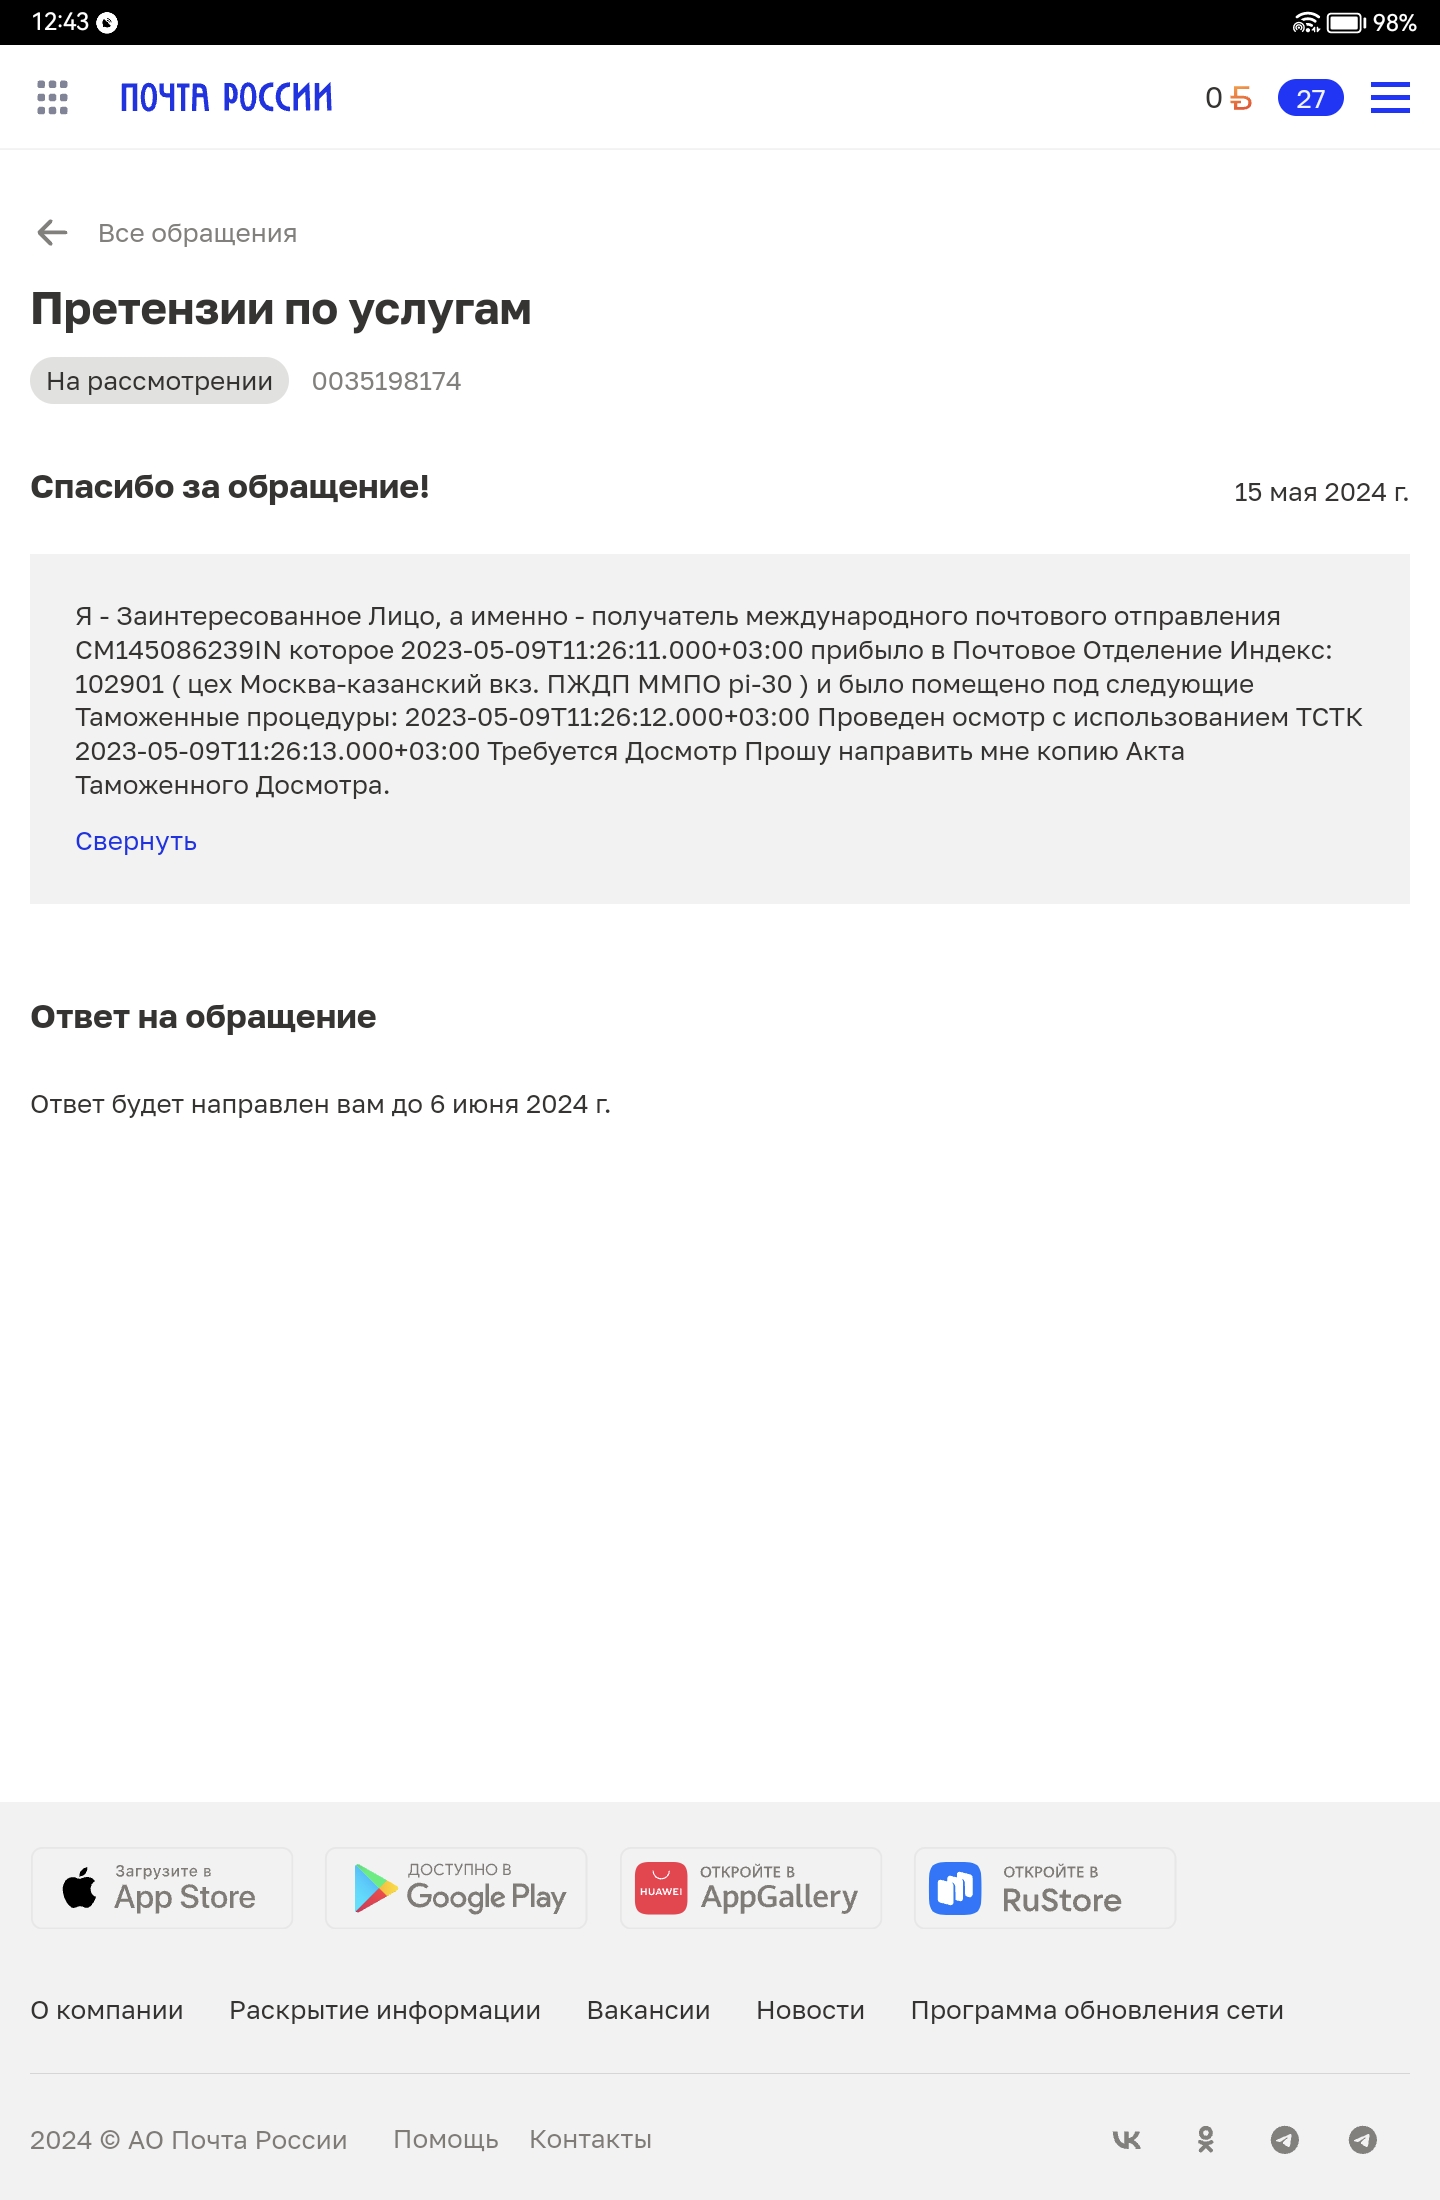 12:43
98%
ПОЧТА РОССИИ
0 Б
27
Все обращения
Претензии по услугам
На рассмотрении
0035198174
Спасибо за обращение!
15 мая 2024 г.
Я - Заинтересованное Лицо, а именно - получатель международного почтового отправления
CM145086239IN которое 2023-05-09T11:26:11.000+03:00 прибыло в Почтовое Отделение Индекс:
102901 ( цех Москва-казанский вкз. ПЖДП ММПО pi-30 ) и было помещено под следующие
Таможенные процедуры: 2023-05-09T11:26:12.000+03:00 Проведен осмотр с использованием ТСТК
2023-05-09T11:26:13.000+03:00 Требуется Досмотр Прошу направить мне копию Акта
Таможенного Досмотра.
Свернуть
Ответ на обращение
Ответ будет направлен вам до 6 июня 2024 г.
Загрузите в
App Store
ДОСТУПНО В
Google Play
HUAWEI
ОТКРОЙТЕ В
AppGallery
ОТКРОЙТЕ В
RuStore
О компании
Раскрытие информации
Вакансии
Новости
Программа обновления сети
2024 © АО Почта России
Помощь
Контакты